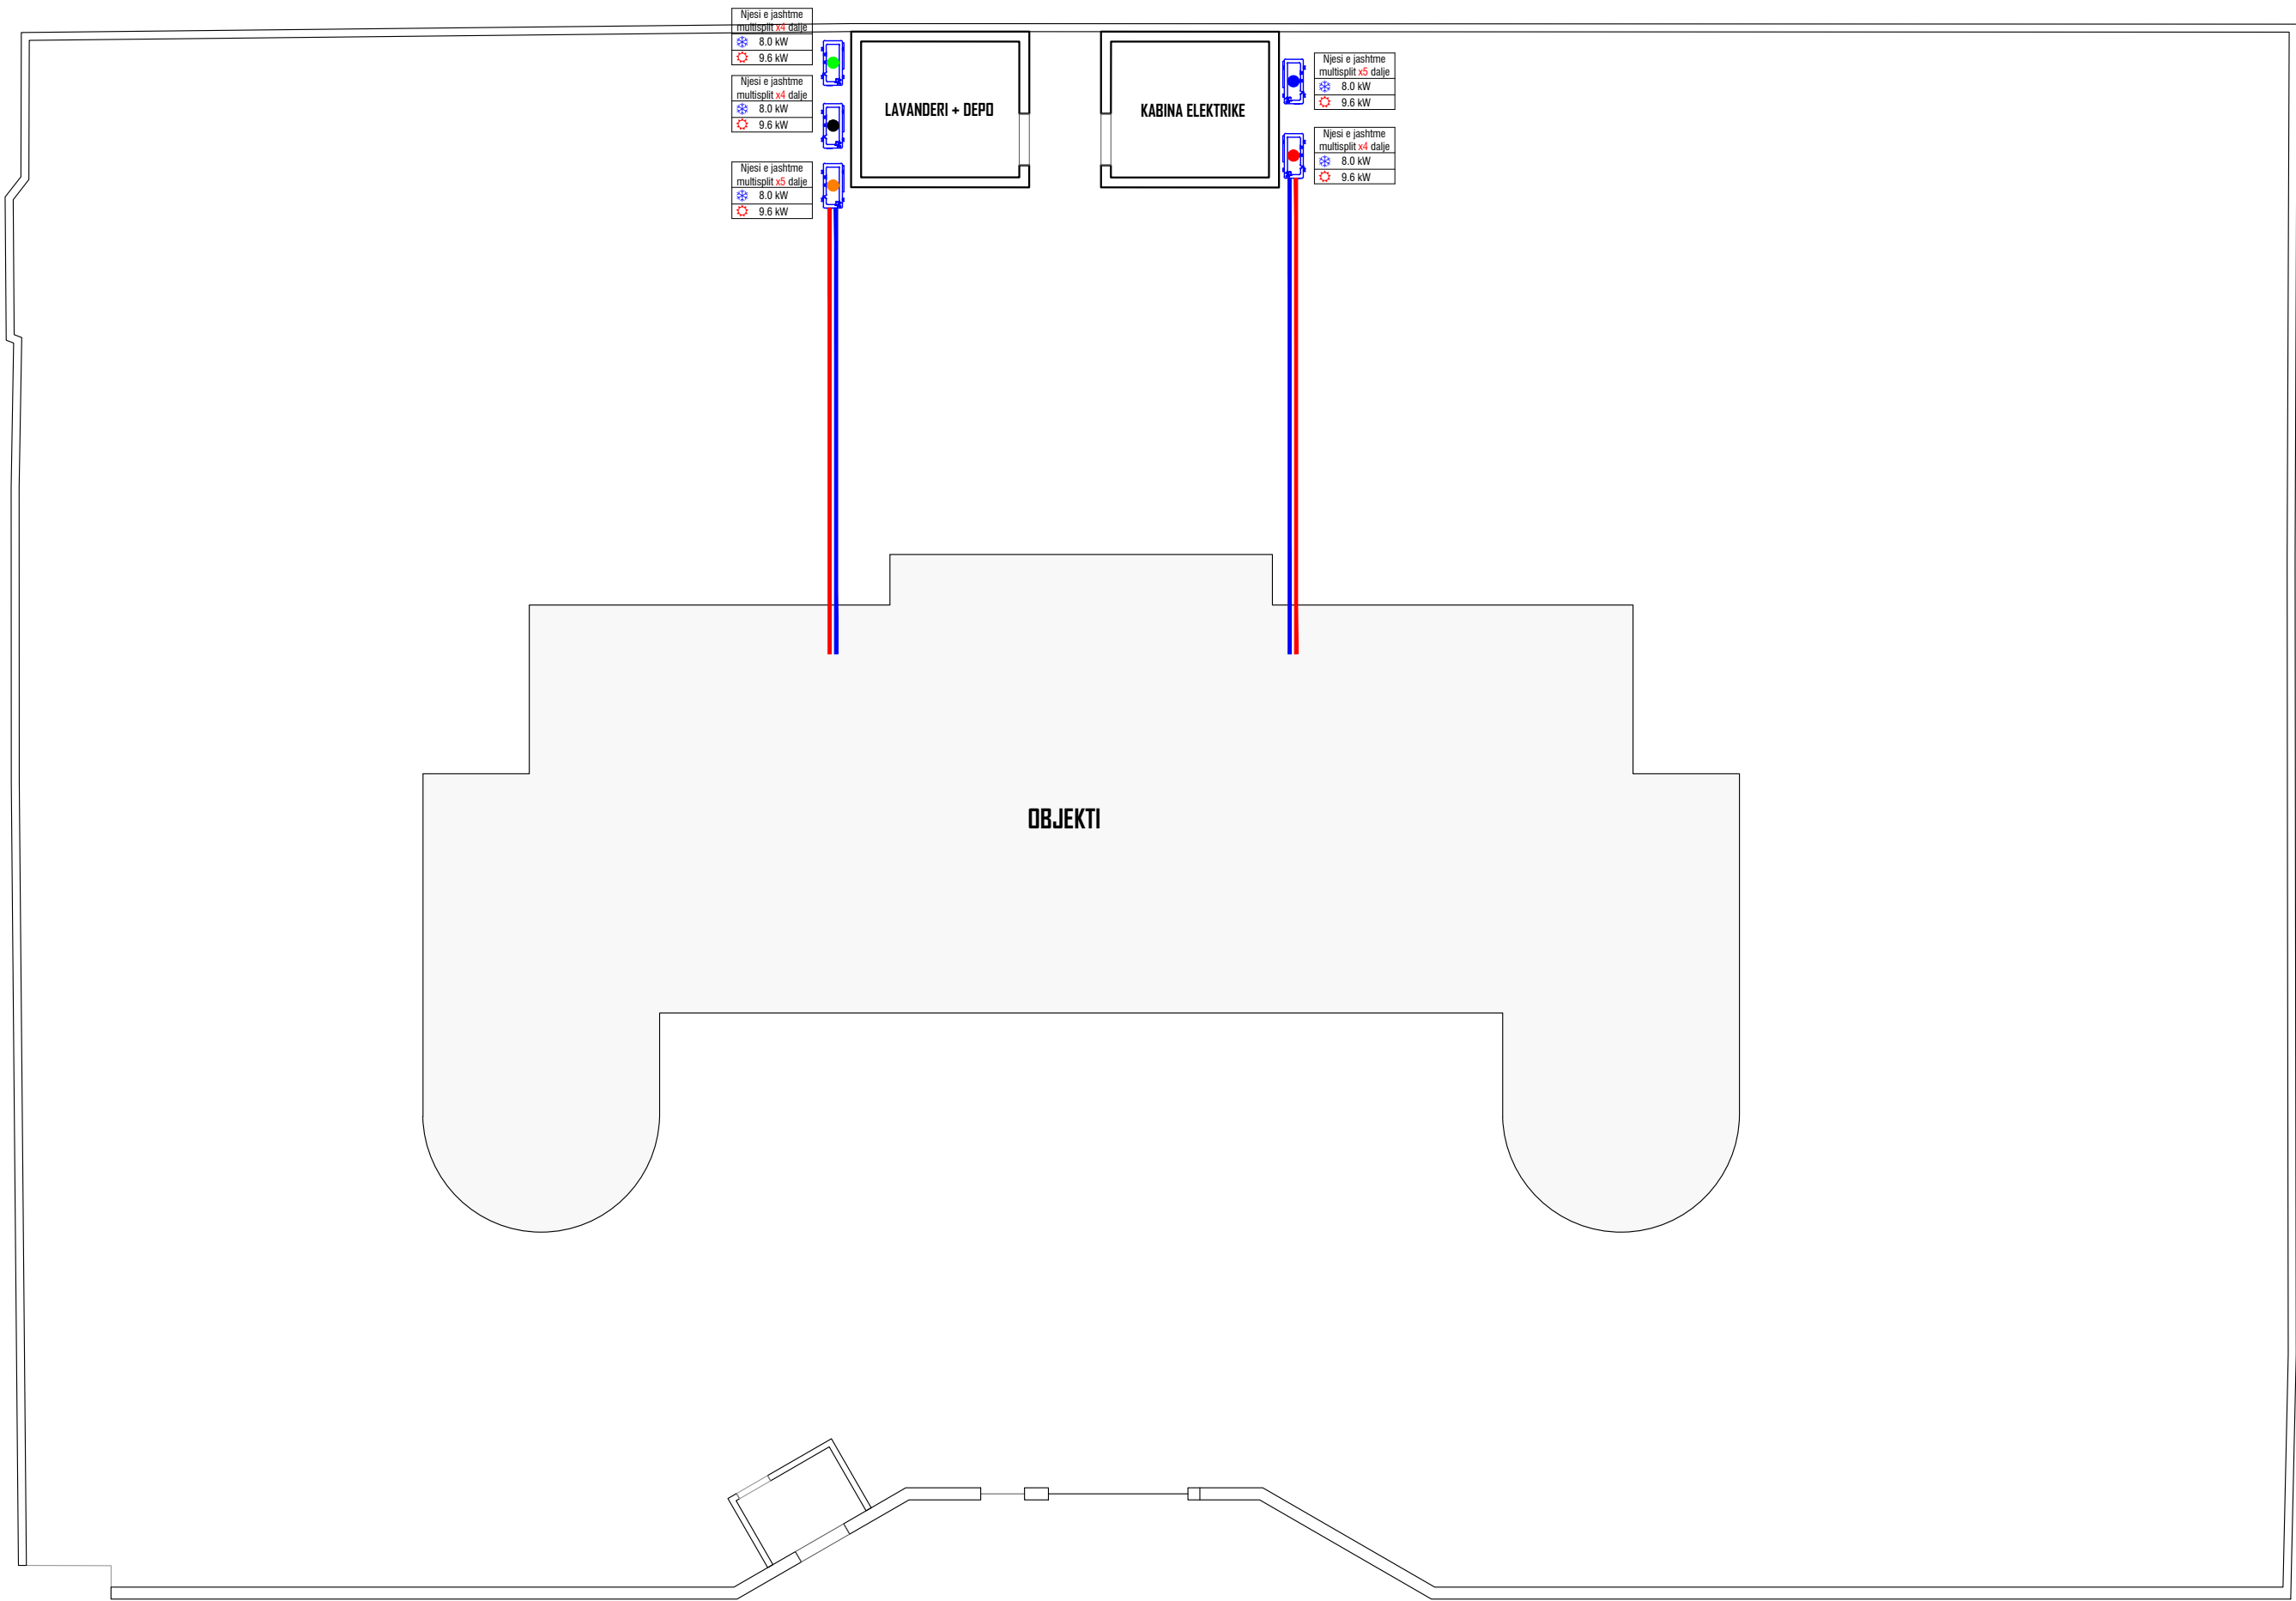 Njesi e jashtme
multisplit x4 dalje
8.0 kW
9.6 kW
Njesi e jashtme
multisplit x4 dalje
8.0 kW
9.6 kW
Njesi e jashtme
multisplit x5 dalje
8.0 kW
9.6 kW
LAVANDERI + DEPO
KABINA ELEKTRIKE
Njesi e jashtme
multisplit x5 dalje
8.0 kW
9.6 kW
Njesi e jashtme
multisplit x4 dalje
8.0 kW
9.6 kW
OBJEKTI